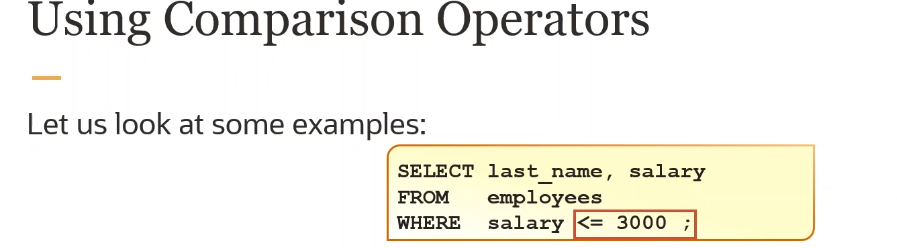 Using Comparison Operators
Let us look at some examples:
SELECT last_name, salary
FROM employees
WHERE salary <= 3000 ;